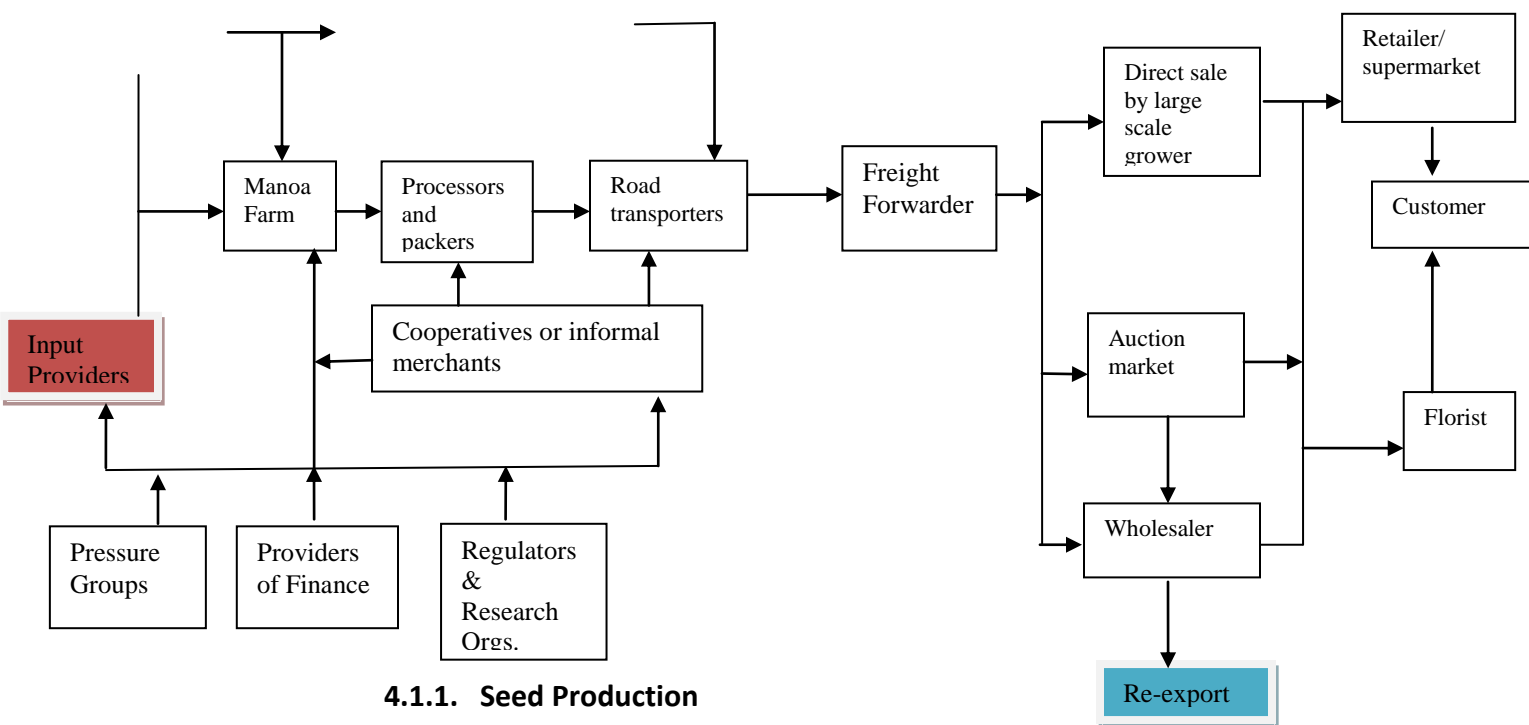 Retailer/
supermarket
Direct sale
by large
scale
grower
Manoa
Farm
Processors
and
packers
Road
transporters
Freight
Forwarder
Customer
Input
Providers
Cooperatives or informal
merchants
Auction
market
Florist
Pressure
Groups
Providers
of Finance
Regulators
&
Research
Orgs.
Wholesaler
4.1.1. Seed Production
Re-export